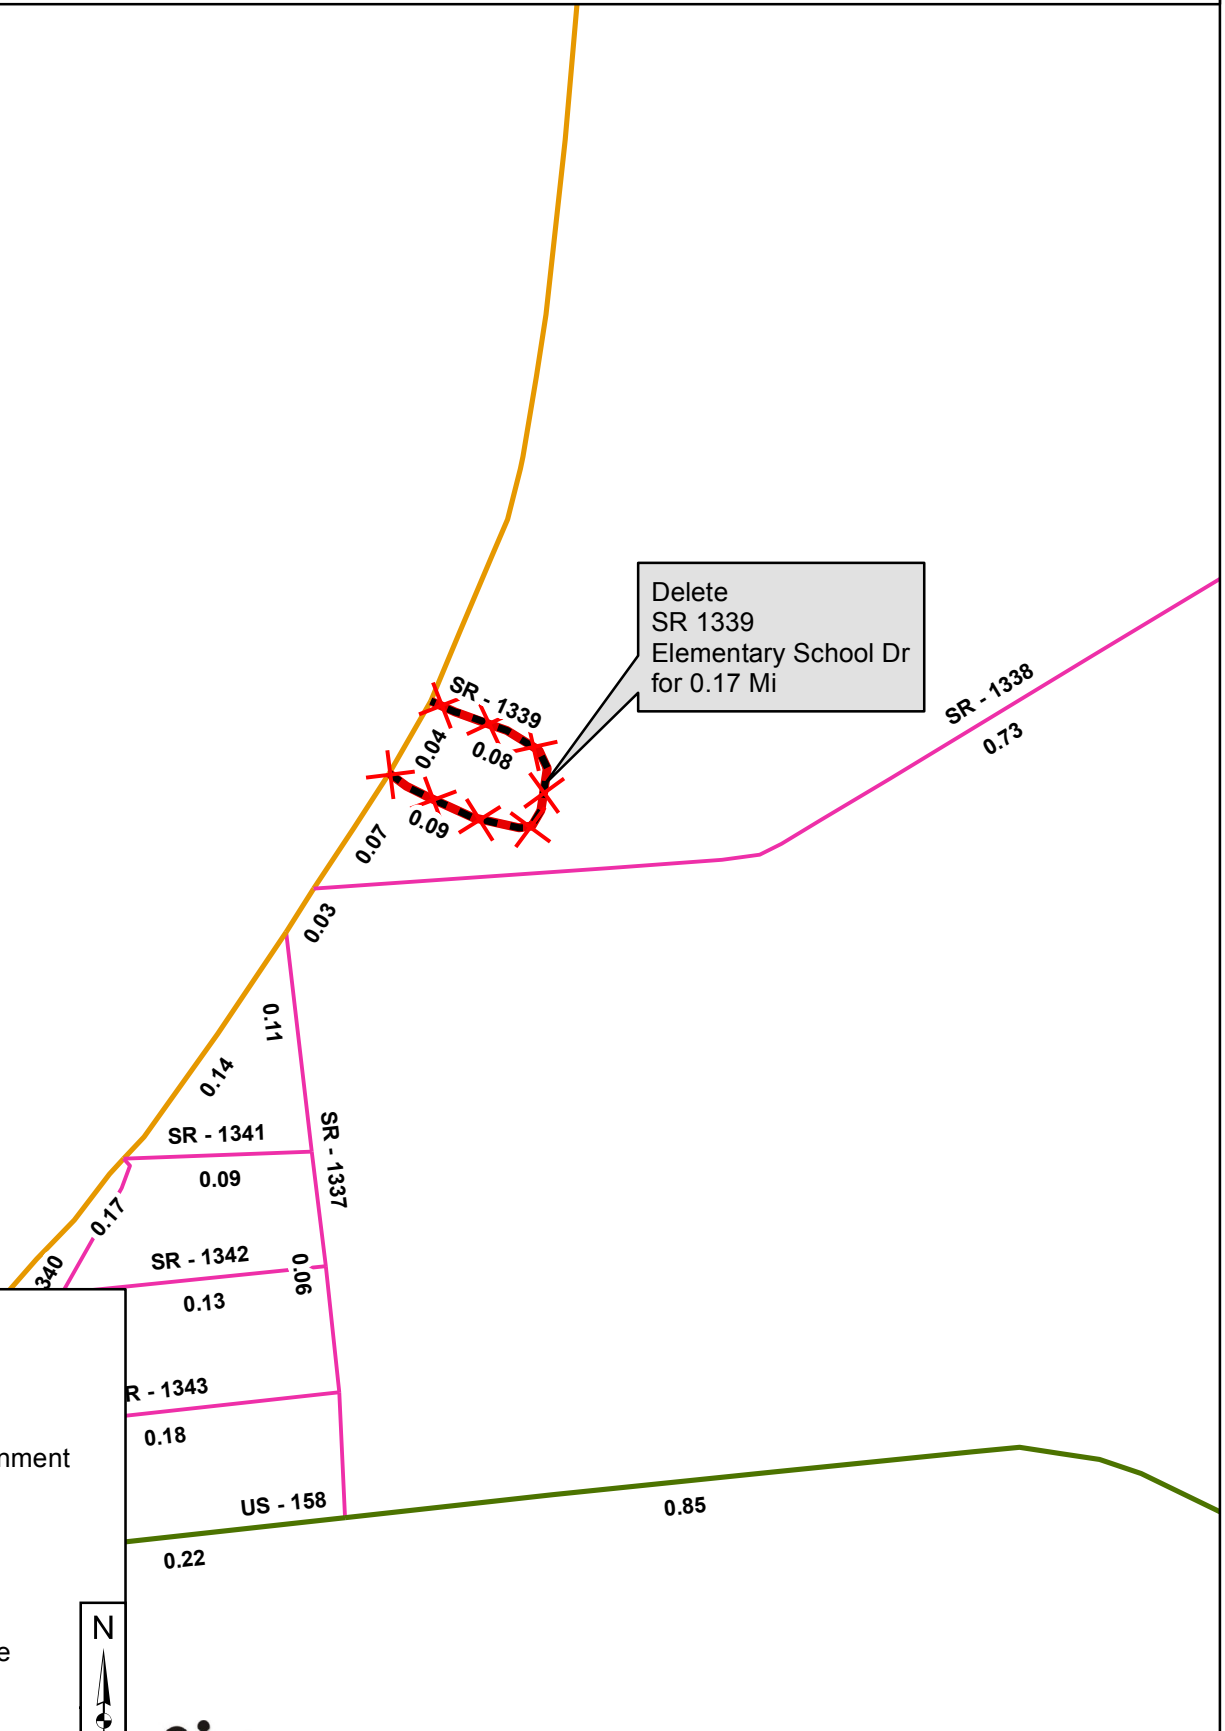 Delete
SR 1339
Elementary School Dr
for 0.17 Mi
SR - 1339
0.04
0.08
0.09
SR - 1338
0.73
0.07
0.03
0.11
0.14
SR - 1341
0.09
SR - 1337
0.17
340
SR - 1342
0.13
0.06
R - 1343
0.18
nment
US - 158
0.85
0.22
N
e